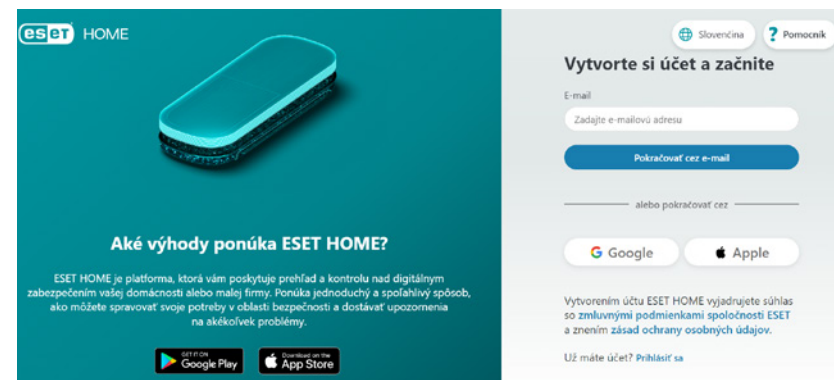 eset HOME
Slovenčina
? Pomocník
Vytvorte si účet a začnite
E-mail
Zadajte e-mailovú adresu
Pokračovať cez e-mail
alebo pokračovať cez
Google
Apple
Vytvorením účtu ESET HOME vyjadrujete súhlas
so zmluvnými podmienkami spoločnosti ESET
a znením zásad ochrany osobných údajov.
Už máte účet? Prihlásiť sa
Aké výhody ponúka ESET HOME?
ESET HOME je platforma, ktorá vám poskytuje prehľad a kontrolu nad digitálnym
zabezpečením vašej domácnosti alebo malej firmy. Ponúka jednoduchý a spoľahlivý spôsob,
ako môžete spravovať svoje potreby v oblasti bezpečnosti a dostávať upozornenia
na akékoľvek problémy.
GET IT ON
Google Play
Download on the
App Store